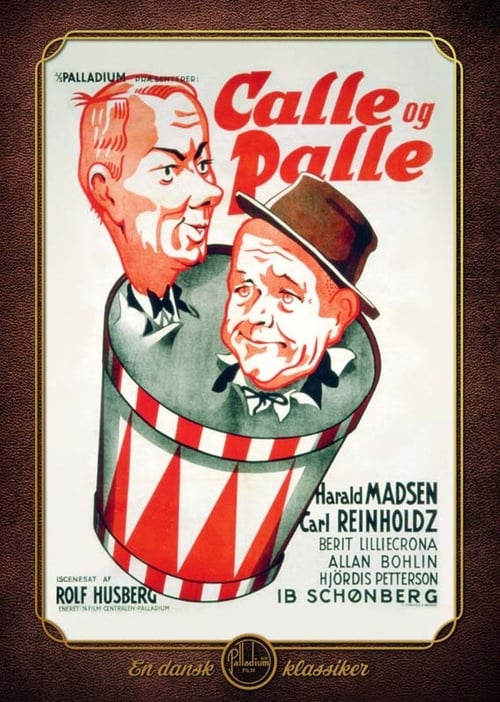 A/S PALLADIUM PRÆSENTERER:
Calle og
Palle
Harald MADSEN
Carl REINHOLDZ
BERIT LILLIECRONA
ALLAN BOHLIN
HJÖRDIS PETTERSON
IB SCHØNBERG
ISCENESAT AF
ROLF HUSBERG
ENERET: A/S FILM-CENTRALEN-PALLADIUM
En dansk Palladium FILM klassiker